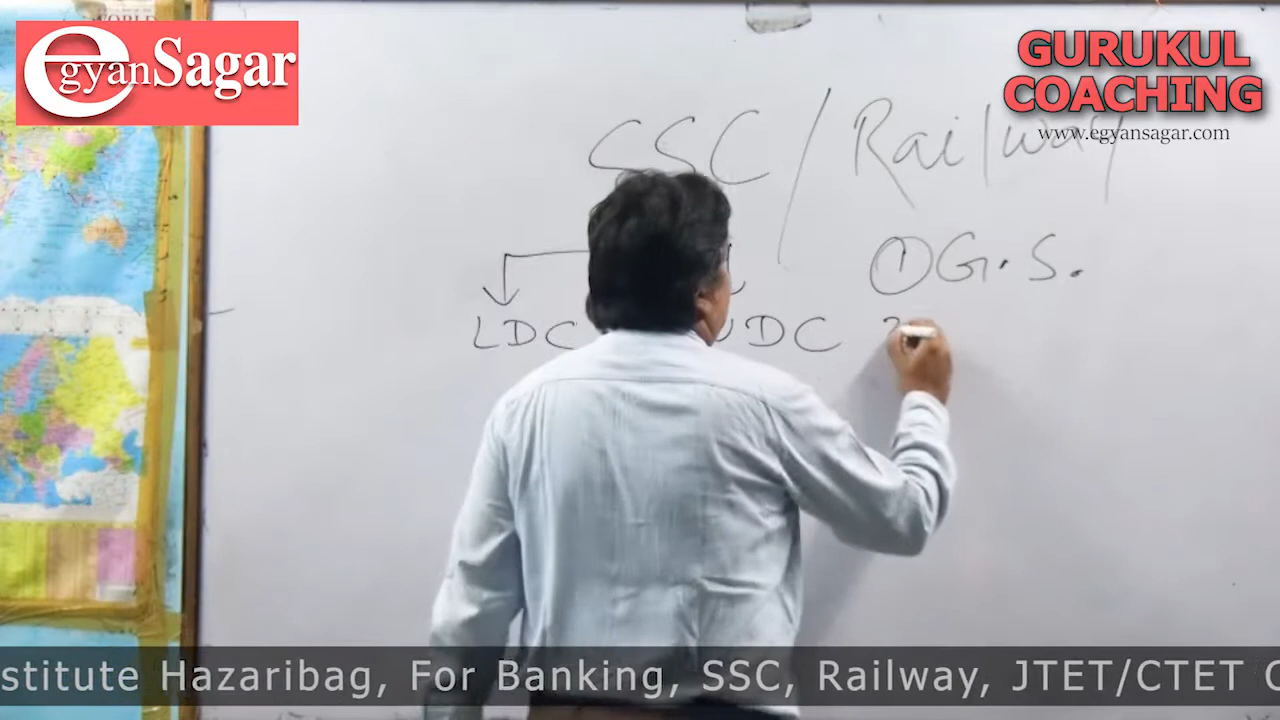 egyanSagar
GURUKUL
COACHING
www.egyansagar.com
SSC / Railway
① G.S.
LDC
UDC
stitute Hazaribag, For Banking, SSC, Railway, JTET/CTET C